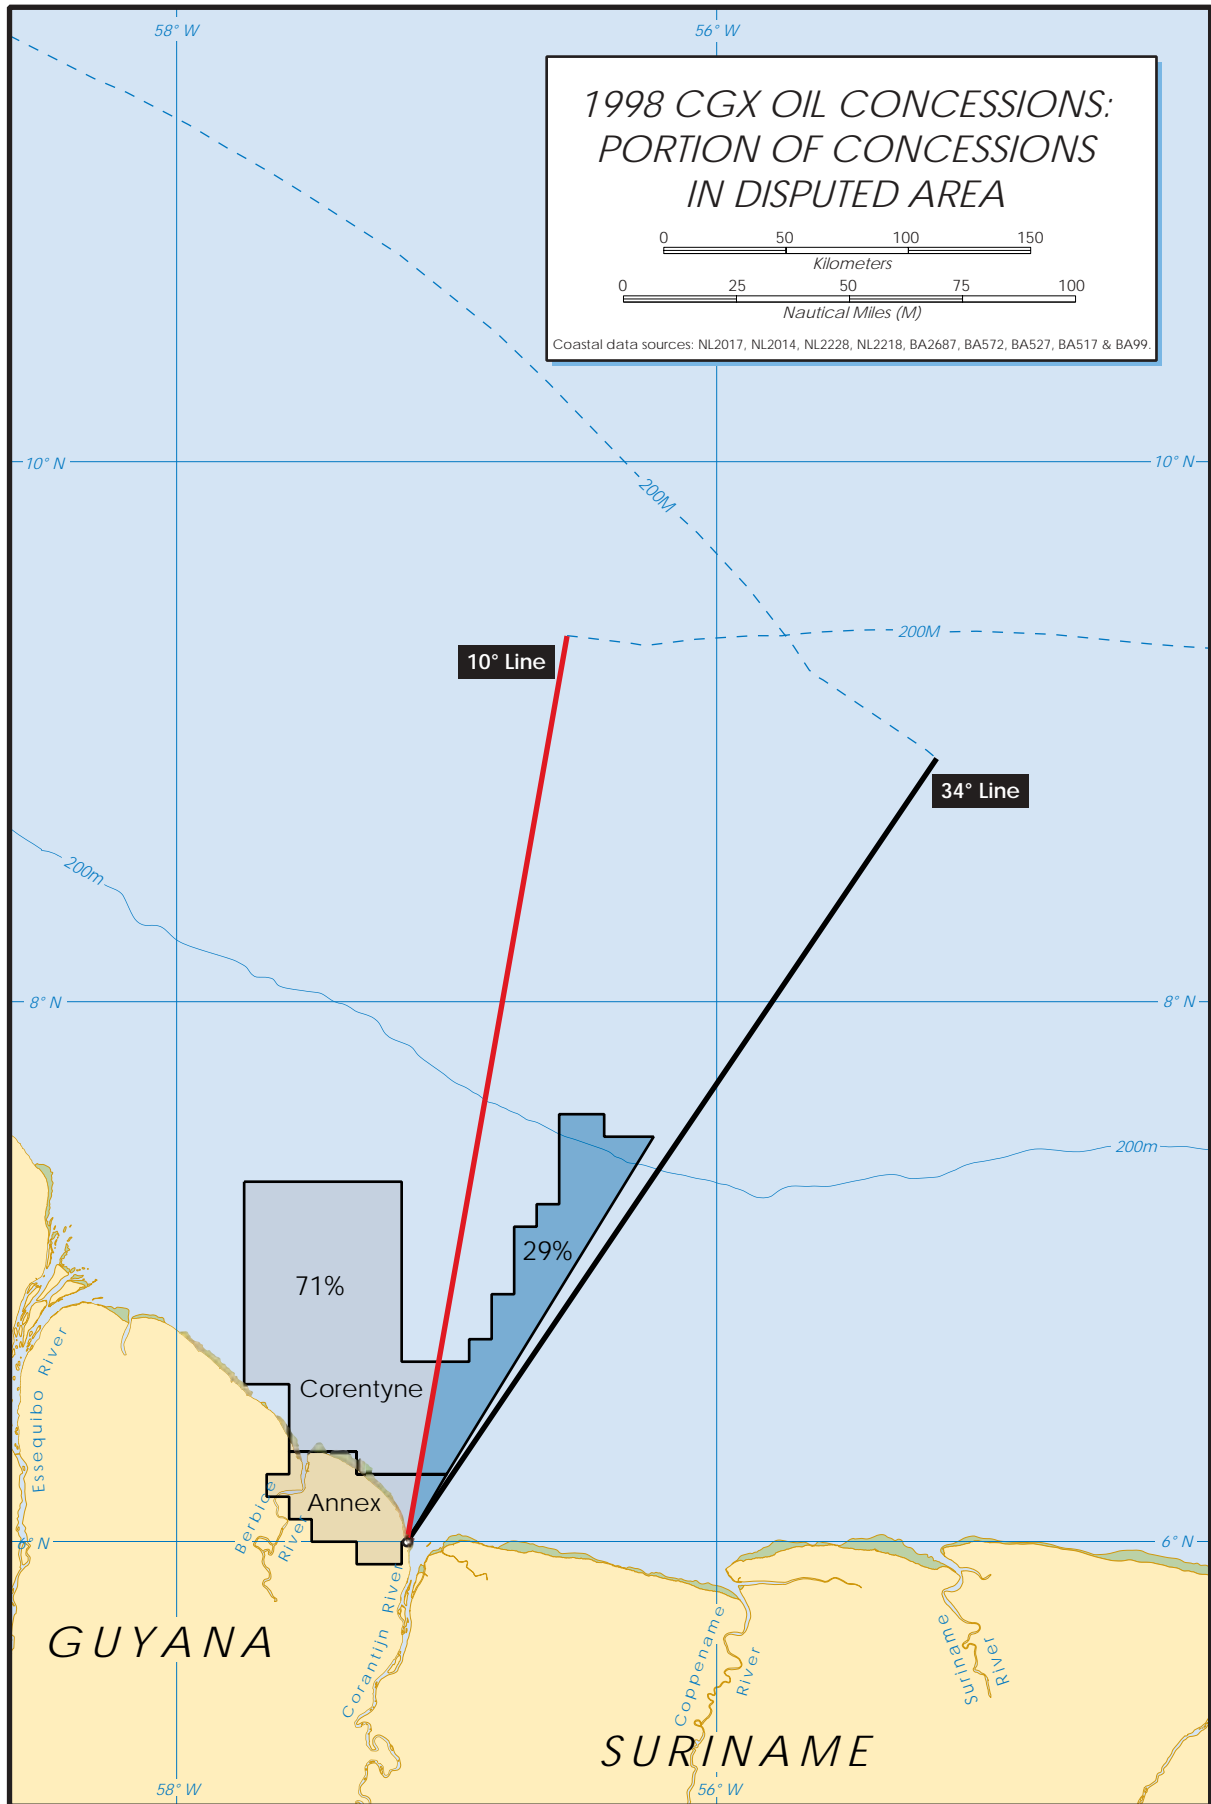 58° W
56° W
1998 CGX OIL CONCESSIONS:
PORTION OF CONCESSIONS
IN DISPUTED AREA
0 50 100 150
Kilometers
0 25 50 75 100
Nautical Miles (M)
Coastal data sources: NL2017, NL2014, NL2228, NL2218, BA2687, BA572, BA527, BA517 & BA99.
10° N
10° N
200M
200M
10° Line
34° Line
200m
8° N
8° N
200m
29%
71%
Corentyne
Essequibo River
Annex
Berbice
River
6° N
6° N
Corantijn River
Coppename
River
Suriname
River
GUYANA
SURINAME
58° W
56° W